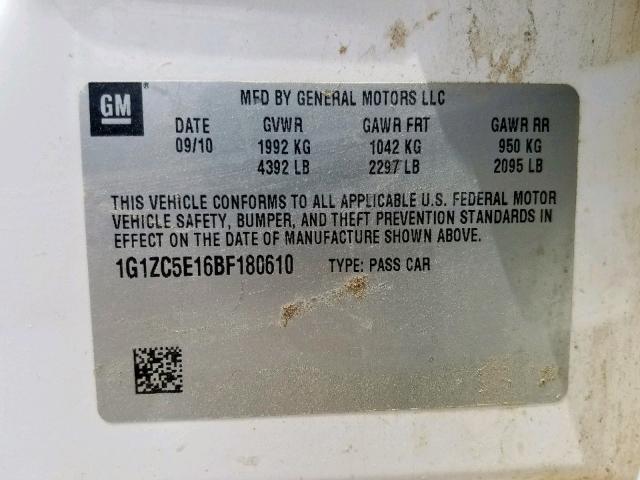 GM ® MFD BY GENERAL MOTORS LLC
DATE GVWR GAWR FRT GAWR RR
09/10 1992 KG 1042 KG 950 KG
4392 LB 2297 LB 2095 LB
THIS VEHICLE CONFORMS TO ALL APPLICABLE U.S. FEDERAL MOTOR
VEHICLE SAFETY, BUMPER, AND THEFT PREVENTION STANDARDS IN
EFFECT ON THE DATE OF MANUFACTURE SHOWN ABOVE.
1G1ZC5E16BF180610 TYPE: PASS CAR